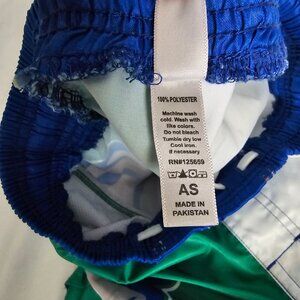 100% POLYESTER
Machine wash
cold. Wash with
like colors.
Do not bleach
Tumble dry low
Cool iron.
if necessary
RN#125659
AS
MADE IN
PAKISTAN